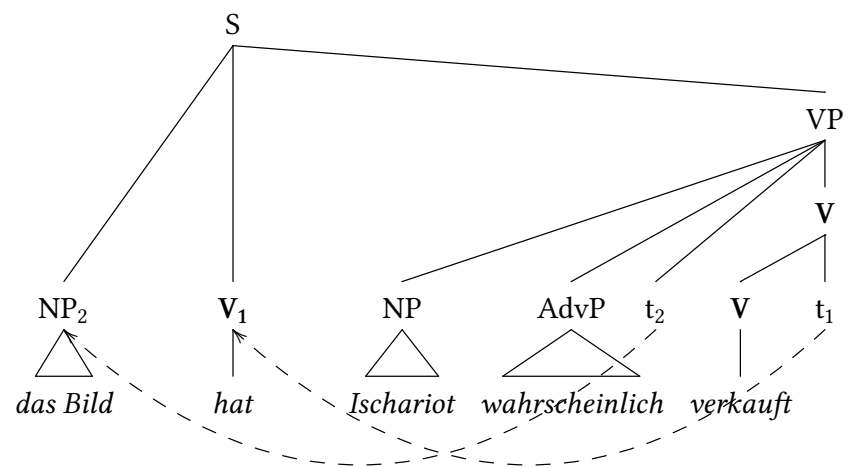 S
VP
V
NP₂ V₁ NP AdvP t₂ V t₁
das Bild hat Ischariot wahrscheinlich verkauft